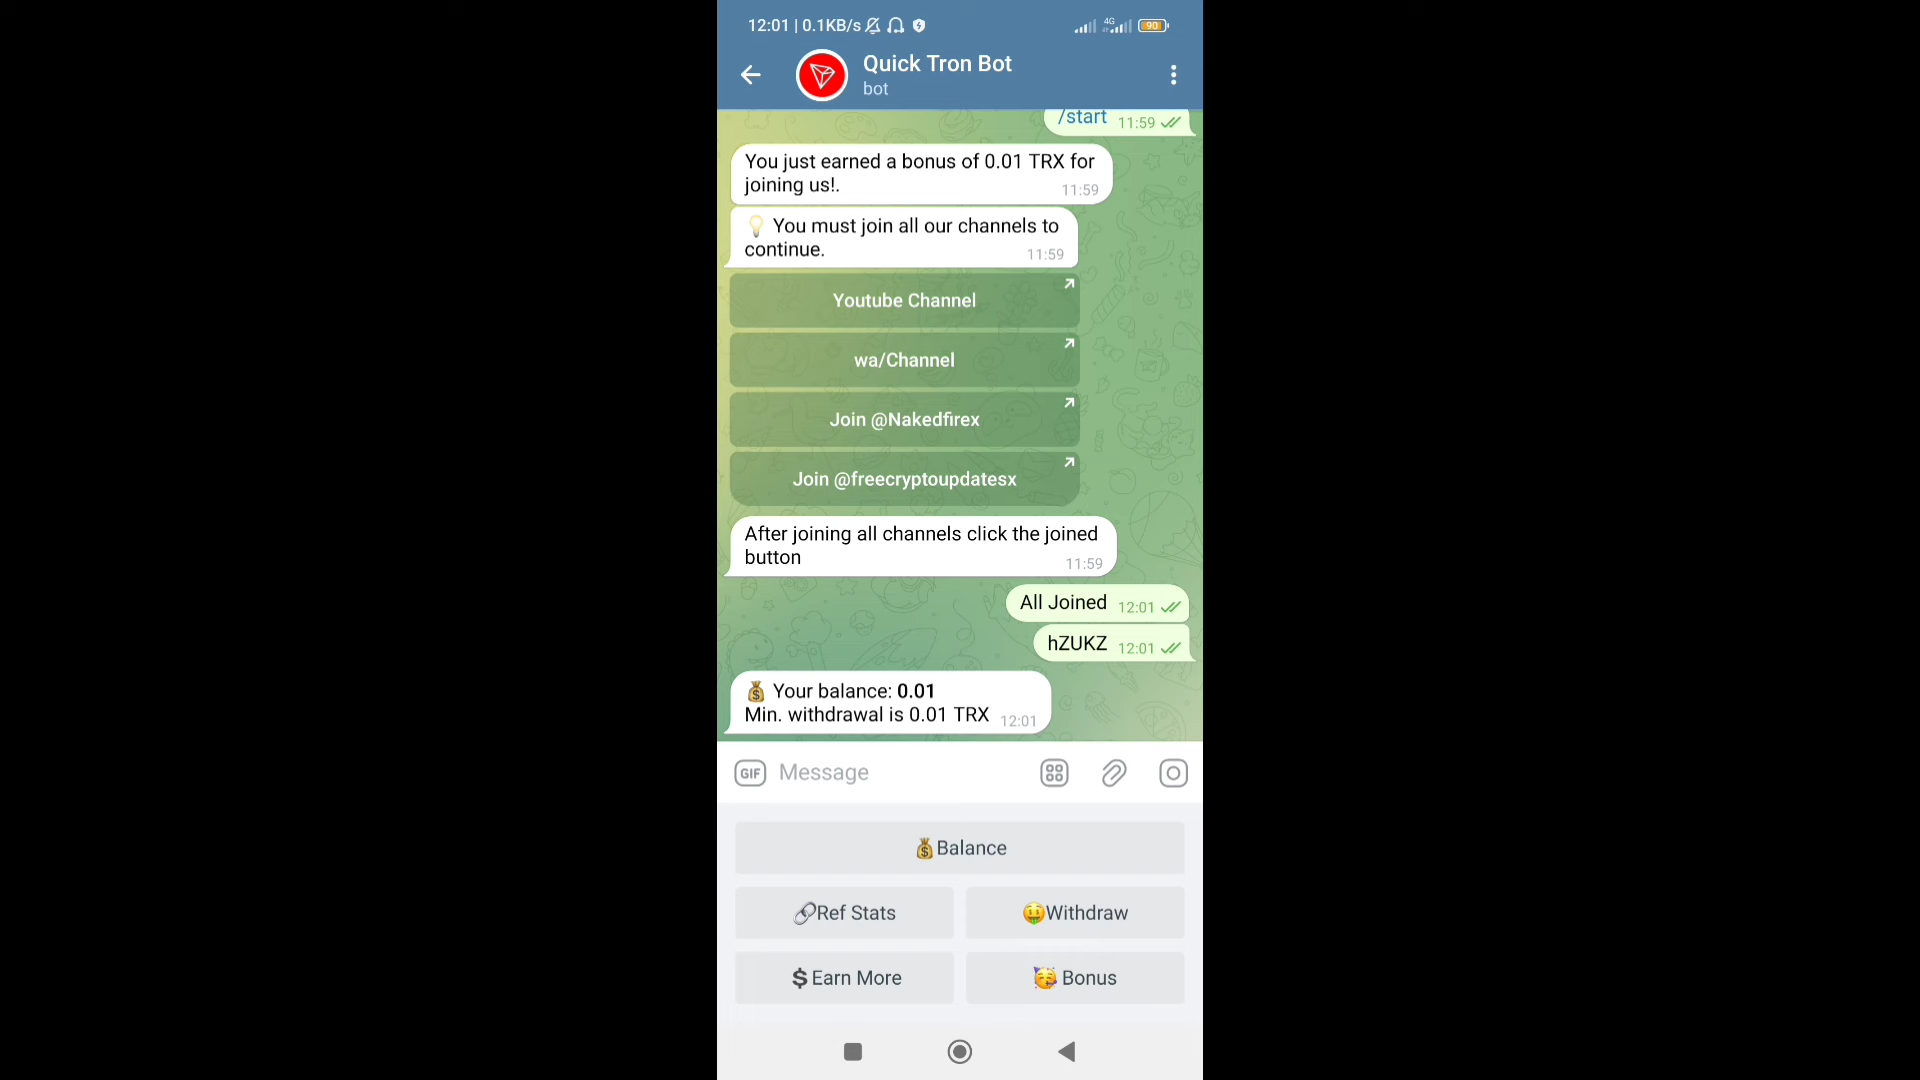 12:01 | 0.1KB/s
4G
90
Quick Tron Bot
bot
/start 11:59
You just earned a bonus of 0.01 TRX for
joining us!. 11:59
💡 You must join all our channels to
continue. 11:59
Youtube Channel
wa/Channel
Join @Nakedfirex
Join @freecryptoupdatesx
After joining all channels click the joined
button 11:59
All Joined 12:01
hZUKZ 12:01
💰 Your balance: 0.01
Min. withdrawal is 0.01 TRX 12:01
GIF Message
💰Balance
🔗Ref Stats
🤑Withdraw
💲Earn More
🥳 Bonus